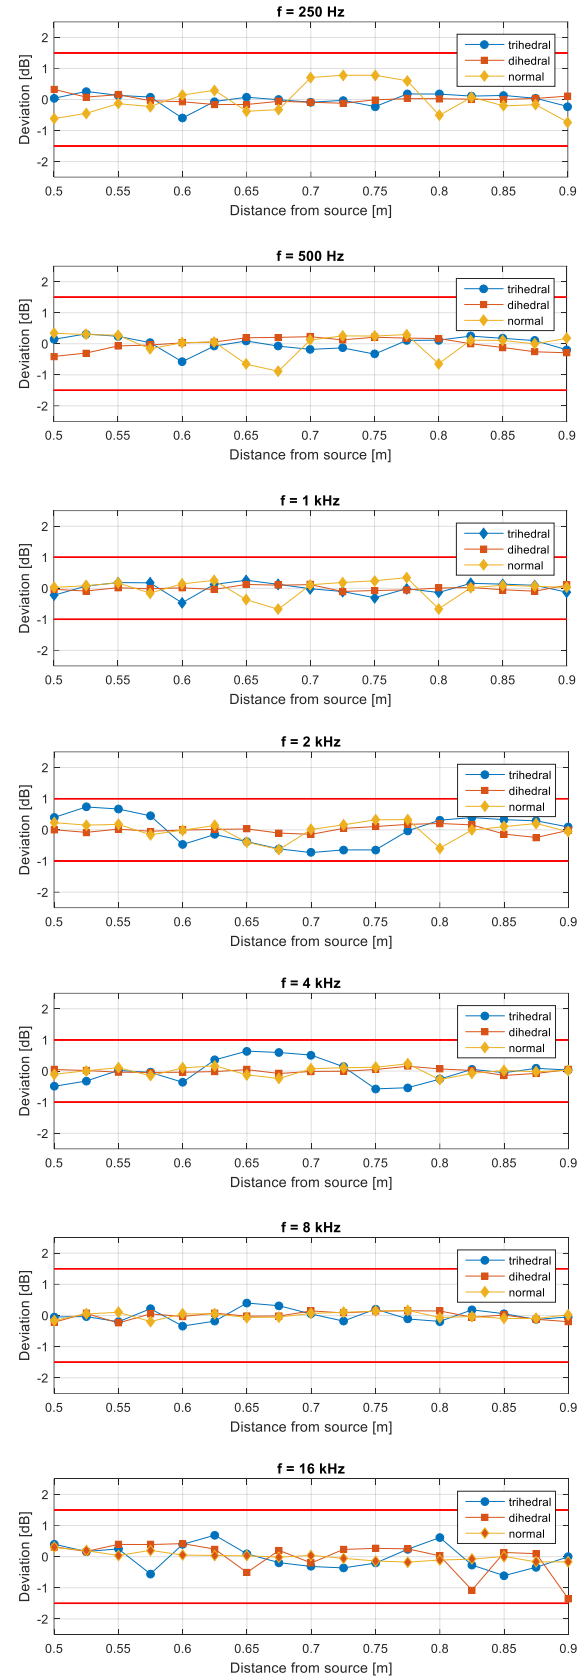 f = 250 Hz
2
1
0
-1
-2
Deviation [dB]
trihedral
dihedral
normal
0.5 0.55 0.6 0.65 0.7 0.75 0.8 0.85 0.9
Distance from source [m]
f = 500 Hz
2
1
0
-1
-2
Deviation [dB]
trihedral
dihedral
normal
0.5 0.55 0.6 0.65 0.7 0.75 0.8 0.85 0.9
Distance from source [m]
f = 1 kHz
2
1
0
-1
-2
Deviation [dB]
trihedral
dihedral
normal
0.5 0.55 0.6 0.65 0.7 0.75 0.8 0.85 0.9
Distance from source [m]
f = 2 kHz
2
1
0
-1
-2
Deviation [dB]
trihedral
dihedral
normal
0.5 0.55 0.6 0.65 0.7 0.75 0.8 0.85 0.9
Distance from source [m]
f = 4 kHz
2
1
0
-1
-2
Deviation [dB]
trihedral
dihedral
normal
0.5 0.55 0.6 0.65 0.7 0.75 0.8 0.85 0.9
Distance from source [m]
f = 8 kHz
2
1
0
-1
-2
Deviation [dB]
trihedral
dihedral
normal
0.5 0.55 0.6 0.65 0.7 0.75 0.8 0.85 0.9
Distance from source [m]
f = 16 kHz
2
1
0
-1
-2
Deviation [dB]
trihedral
dihedral
normal
0.5 0.55 0.6 0.65 0.7 0.75 0.8 0.85 0.9
Distance from source [m]